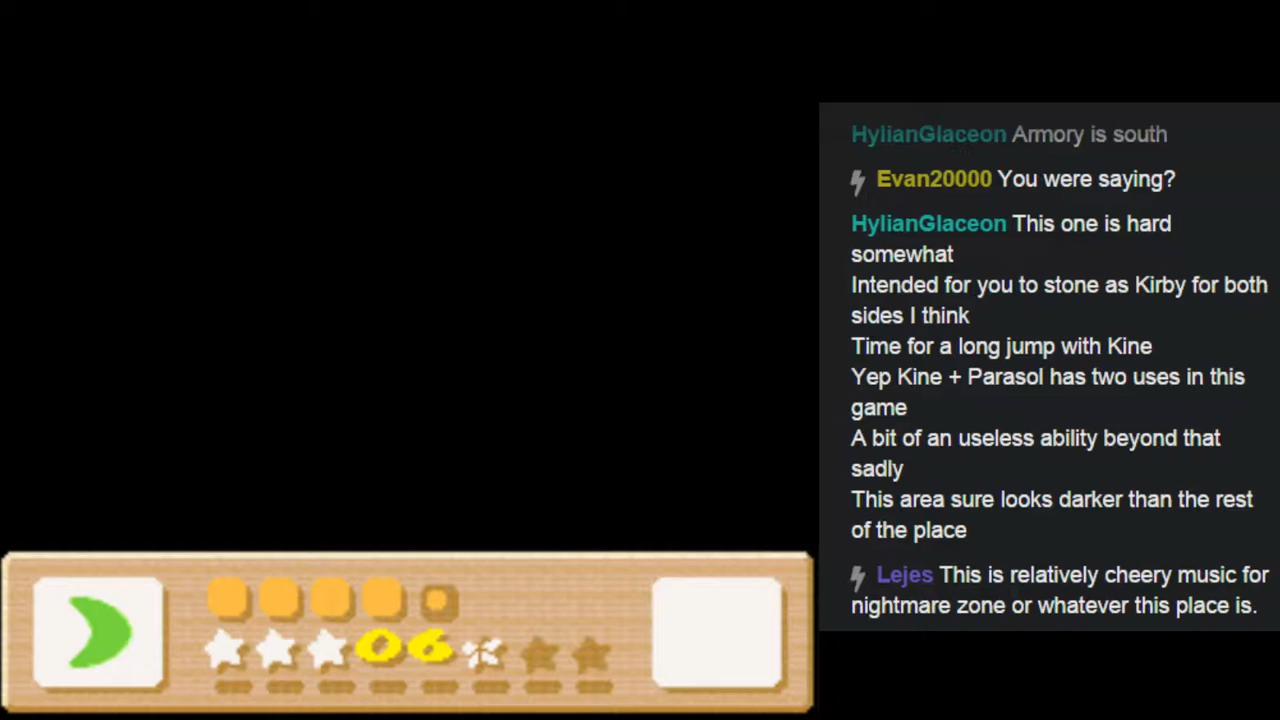 HylianGlaceon Armory is south
Evan20000 You were saying?
HylianGlaceon This one is hard
somewhat
Intended for you to stone as Kirby for both
sides I think
Time for a long jump with Kine
Yep Kine + Parasol has two uses in this
game
A bit of an useless ability beyond that
sadly
This area sure looks darker than the rest
of the place
Lejes This is relatively cheery music for
nightmare zone or whatever this place is.
06